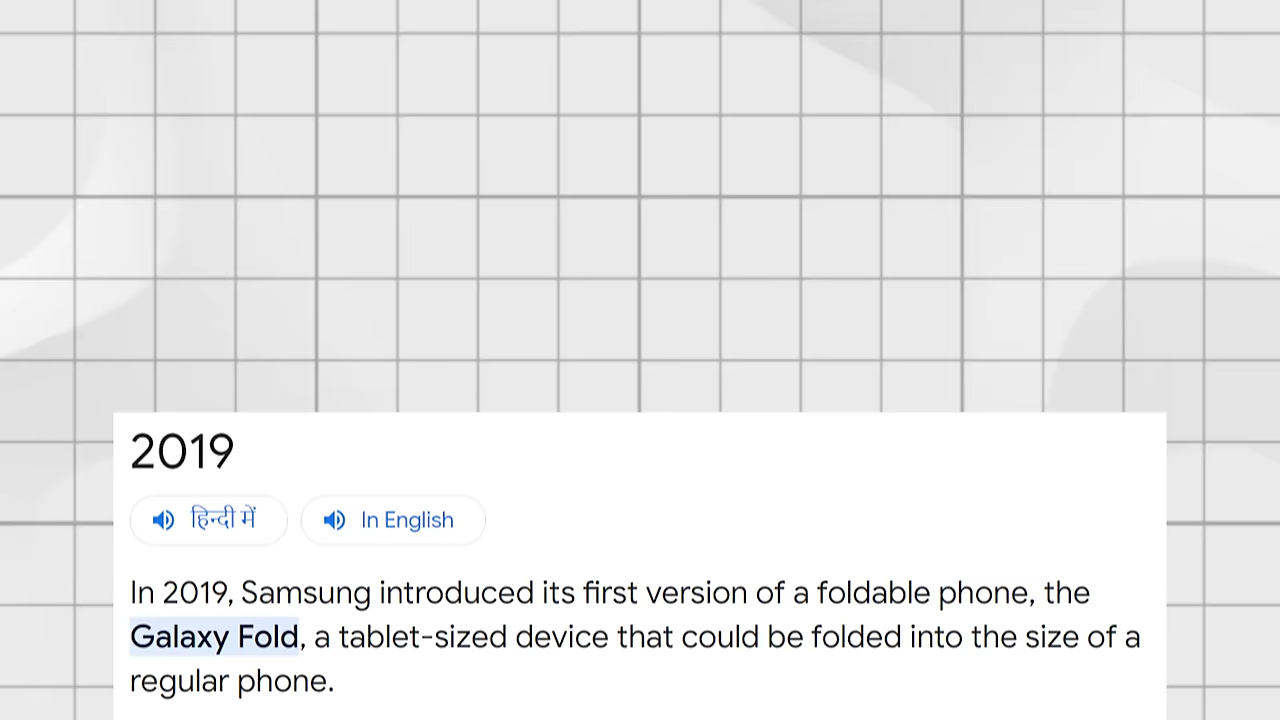 2019
हिन्दी में
In English
In 2019, Samsung introduced its first version of a foldable phone, the
Galaxy Fold, a tablet-sized device that could be folded into the size of a
regular phone.